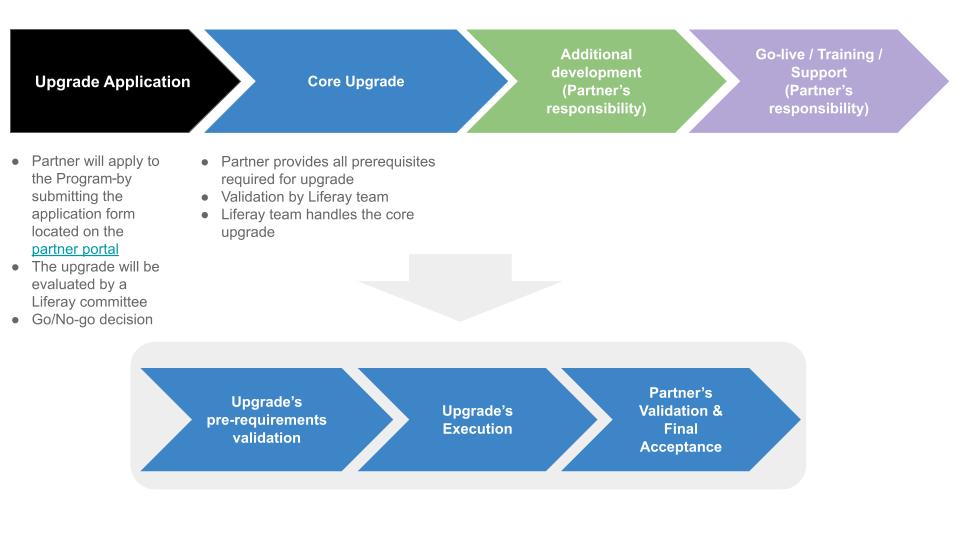 Upgrade Application
Core Upgrade
Additional
development
(Partner's
responsibility)
Go-live / Training /
Support
(Partner's
responsibility)
● Partner will apply to
the Program-by
submitting the
application form
located on the
partner portal
● The upgrade will be
evaluated by a
Liferay committee
● Go/No-go decision
● Partner provides all prerequisites
required for upgrade
● Validation by Liferay team
● Liferay team handles the core
upgrade
Upgrade's
pre-requirements
validation
Upgrade's
Execution
Partner's
Validation &
Final
Acceptance